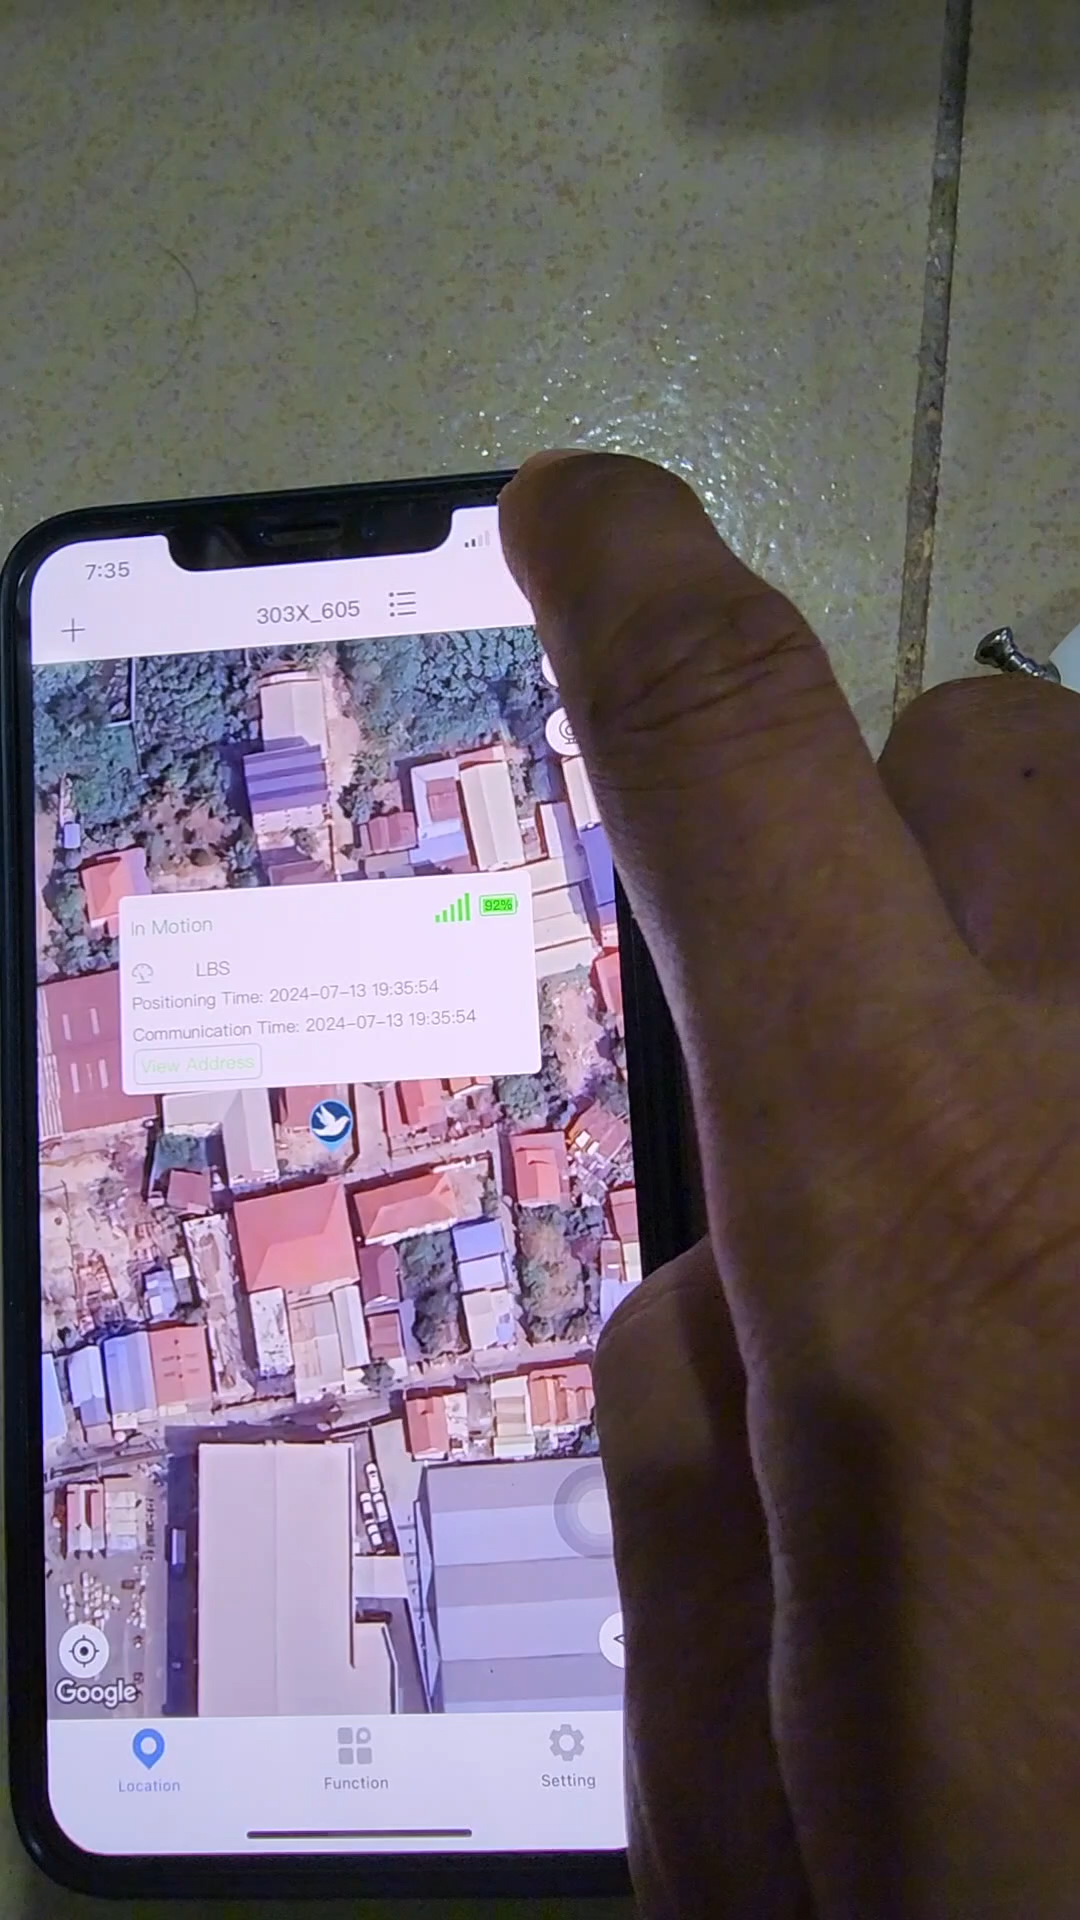 7:35
303X_605
In Motion
92%
LBS
Positioning Time: 2024-07-13 19:35:54
Communication Time: 2024-07-13 19:35:54
View Address
Google
Location
Function
Setting